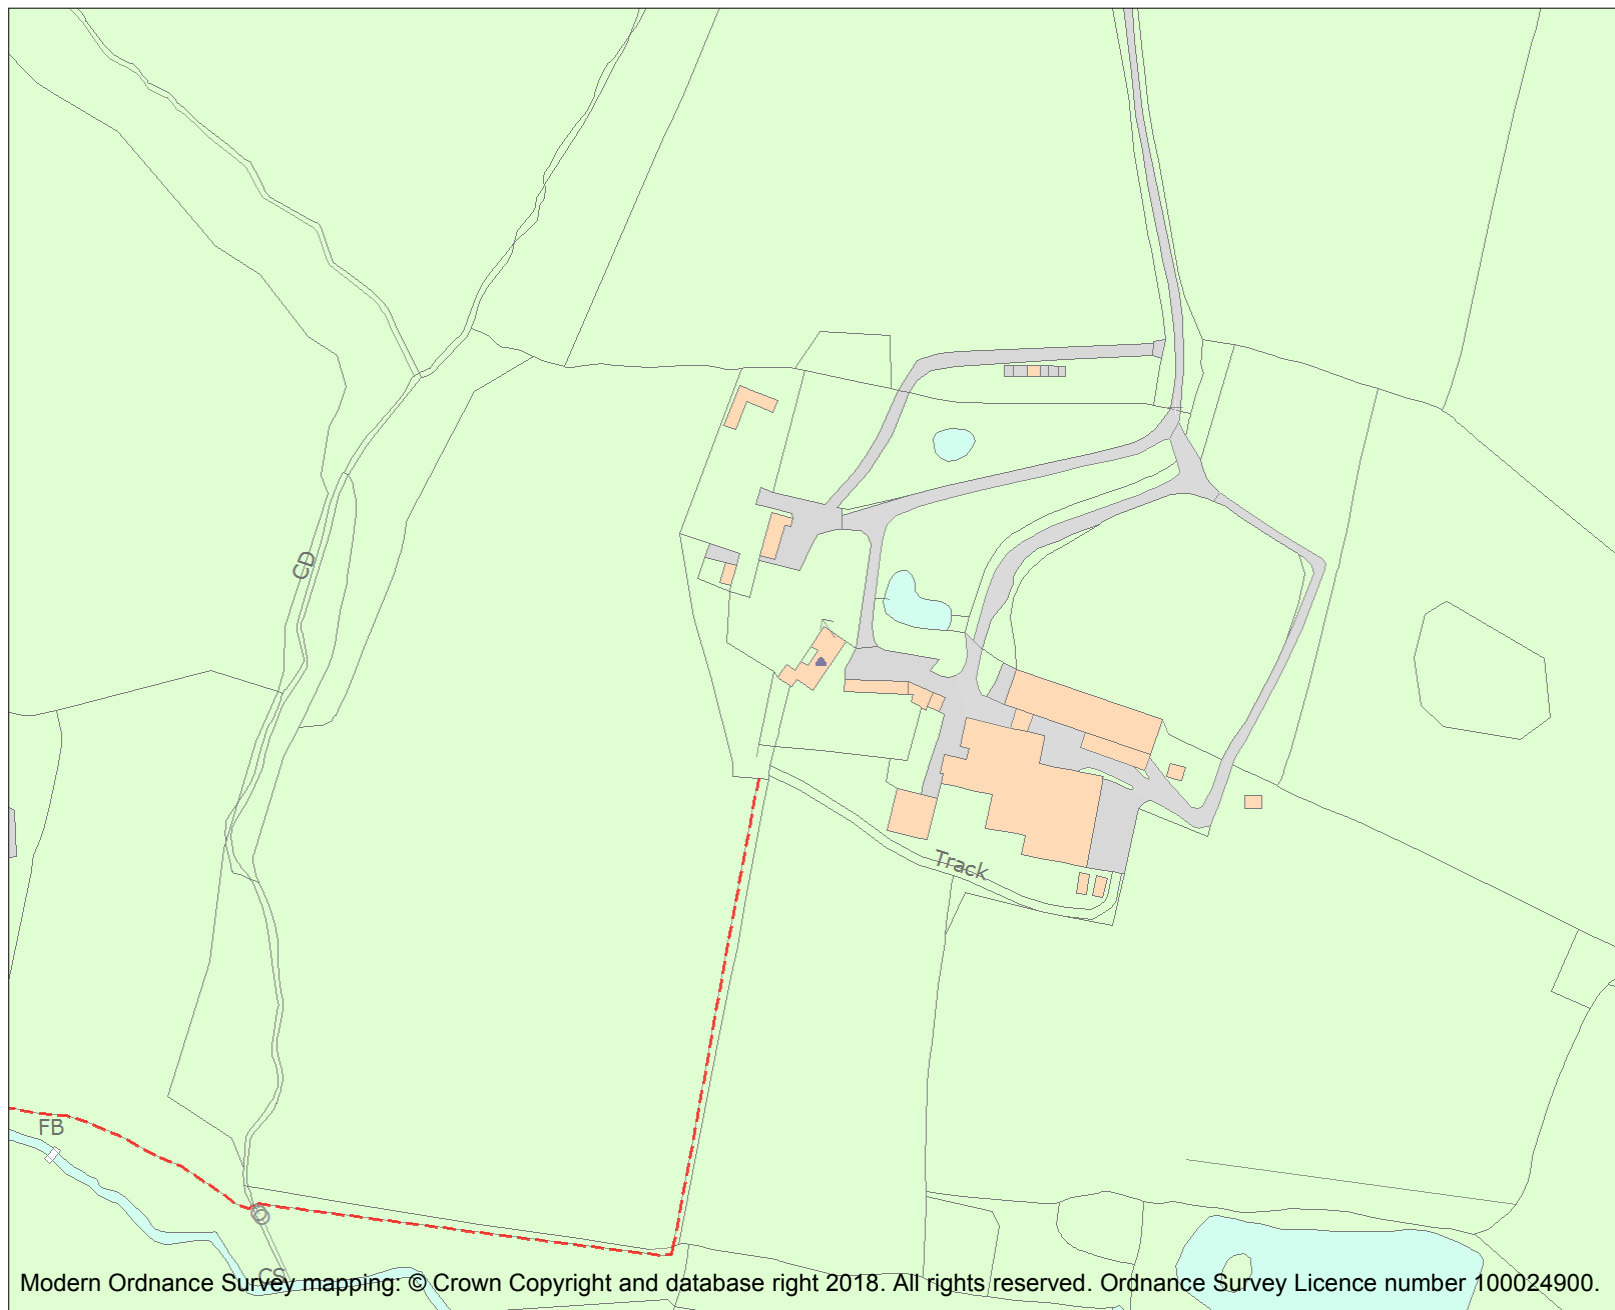 CD
Track
FB
CS
Modern Ordnance Survey mapping: © Crown Copyright and database right 2018. All rights reserved. Ordnance Survey Licence number 100024900.